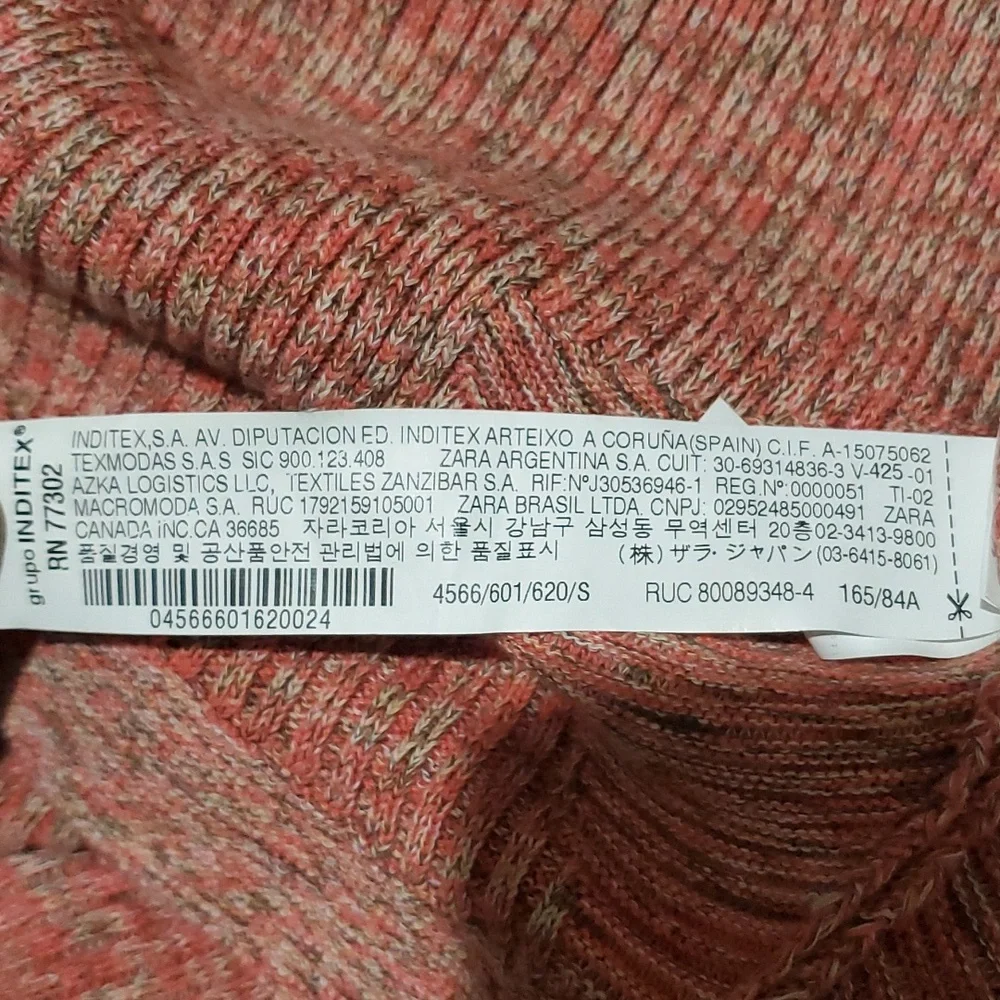 grupo INDITEX®
RN 77302
INDITEX,S.A. AV. DIPUTACION ED. INDITEX ARTEIXO A CORUÑA(SPAIN) C.I.F. A-15075062
TEXMODAS S.A.S SIC 900.123.408 ZARA ARGENTINA S.A. CUIT: 30-69314836-3 V-425-01
AZKA LOGISTICS LLC, TEXTILES ZANZIBAR S.A. RIF:NºJ30536946-1 REG.Nº:0000051 TI-02
MACROMODA S.A. RUC 1792159105001 ZARA BRASIL LTDA. CNPJ: 02952485000491 ZARA
CANADA iNC.CA 36685 자라코리아 서울시 강남구 삼성동 무역센터 20층02-3413-9800
품질경영 및 공산품안전 관리법에 의한 품질표시 (株) ザラ・ジャパン(03-6415-8061)
4566/601/620/S RUC 80089348-4 165/84A
04566601620024